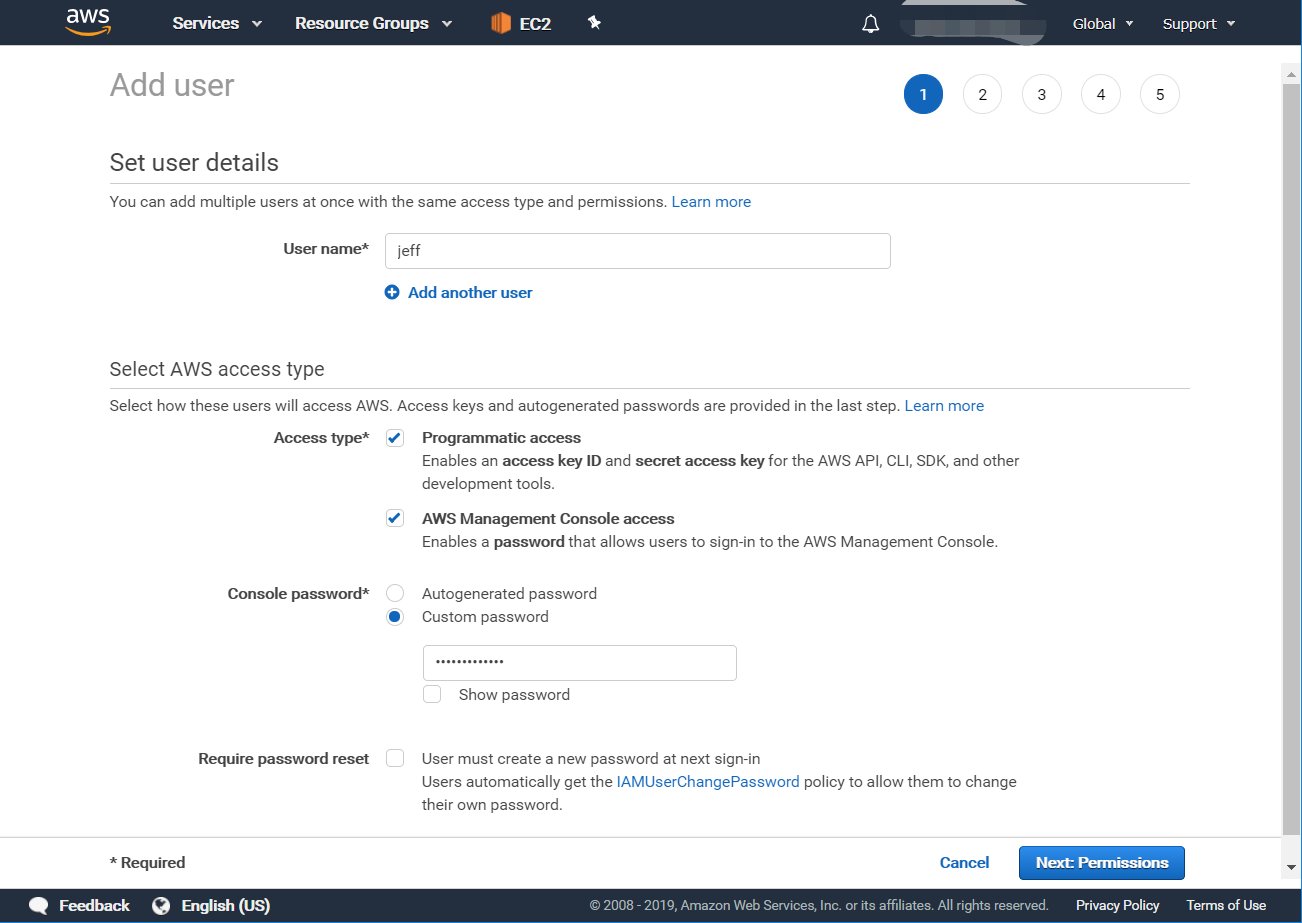 aws Services Resource Groups EC2 Global Support
Add user
1 2 3 4 5
Set user details
You can add multiple users at once with the same access type and permissions. Learn more
User name* jeff
Add another user
Select AWS access type
Select how these users will access AWS. Access keys and autogenerated passwords are provided in the last step. Learn more
Access type* Programmatic access
Enables an access key ID and secret access key for the AWS API, CLI, SDK, and other
development tools.
AWS Management Console access
Enables a password that allows users to sign-in to the AWS Management Console.
Console password* Autogenerated password
Custom password
•••••••••••••
Show password
Require password reset User must create a new password at next sign-in
Users automatically get the IAMUserChangePassword policy to allow them to change
their own password.
* Required Cancel Next: Permissions
Feedback English (US) © 2008 - 2019, Amazon Web Services, Inc. or its affiliates. All rights reserved. Privacy Policy Terms of Use